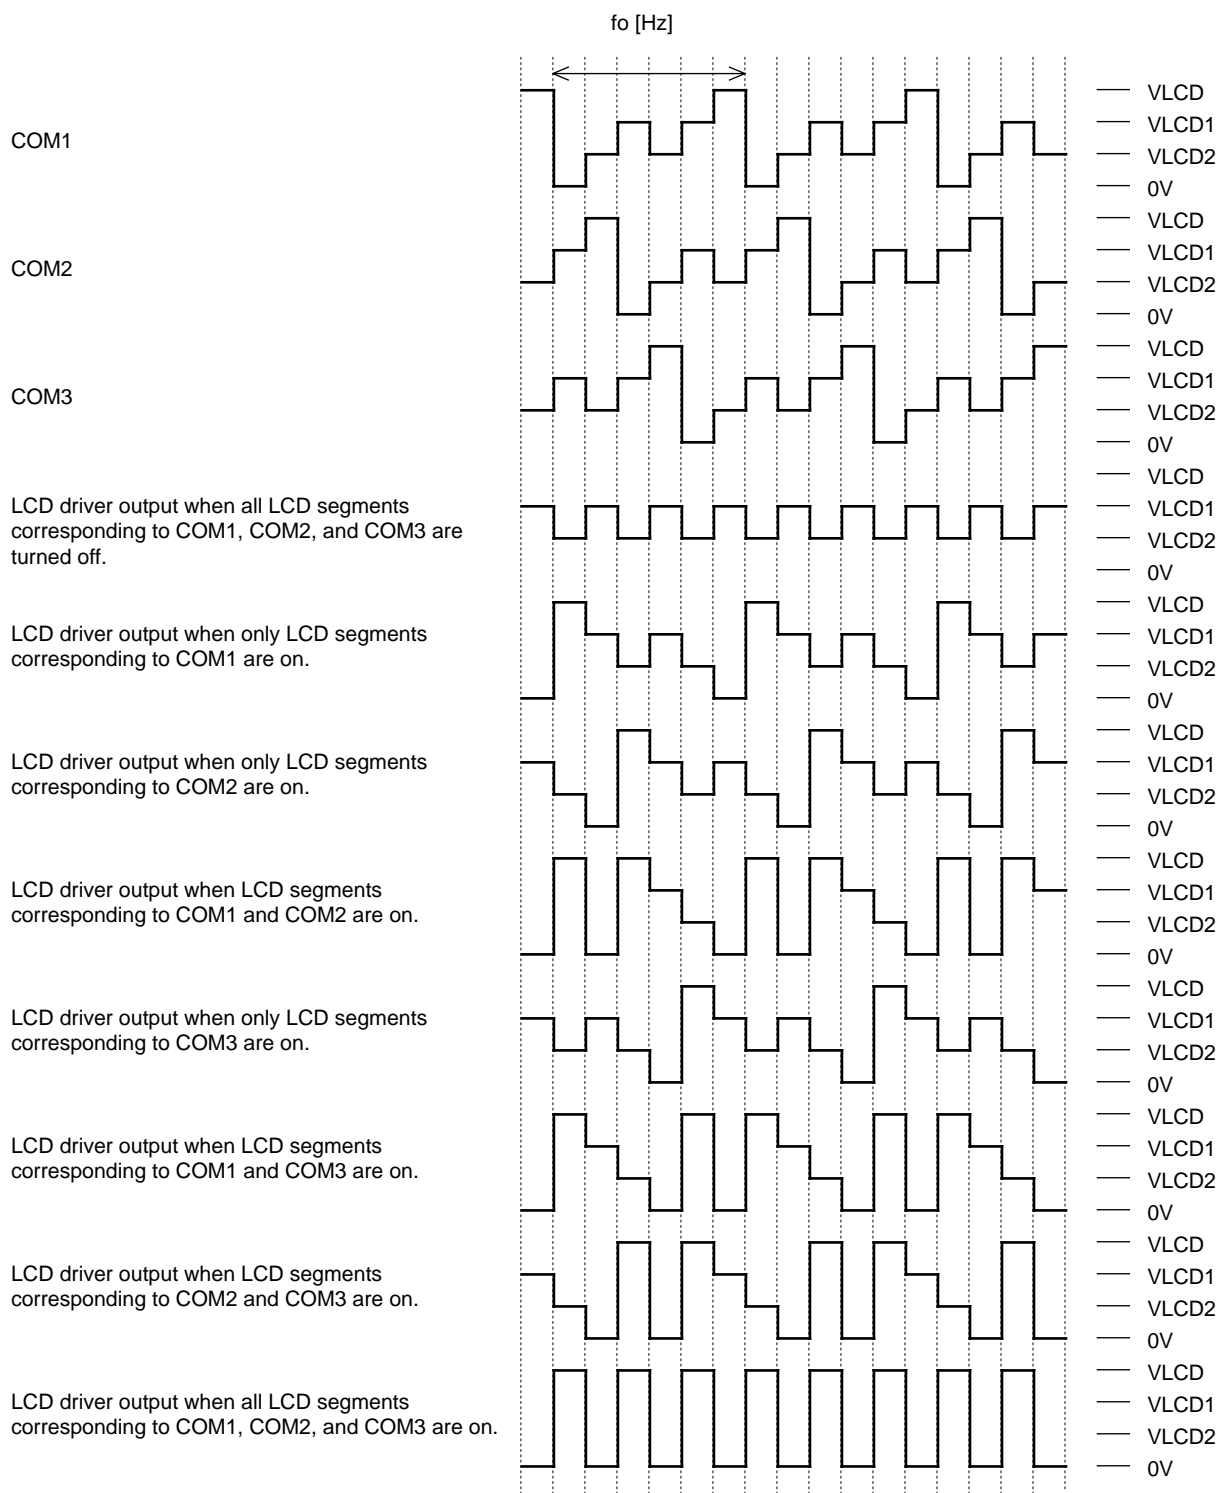 fo [Hz]
COM1
VLCD
VLCD1
VLCD2
0V
COM2
VLCD
VLCD1
VLCD2
0V
COM3
VLCD
VLCD1
VLCD2
0V
LCD driver output when all LCD segments
corresponding to COM1, COM2, and COM3 are
turned off.
VLCD
VLCD1
VLCD2
0V
LCD driver output when only LCD segments
corresponding to COM1 are on.
VLCD
VLCD1
VLCD2
0V
LCD driver output when only LCD segments
corresponding to COM2 are on.
VLCD
VLCD1
VLCD2
0V
LCD driver output when LCD segments
corresponding to COM1 and COM2 are on.
VLCD
VLCD1
VLCD2
0V
LCD driver output when only LCD segments
corresponding to COM3 are on.
VLCD
VLCD1
VLCD2
0V
LCD driver output when LCD segments
corresponding to COM1 and COM3 are on.
VLCD
VLCD1
VLCD2
0V
LCD driver output when LCD segments
corresponding to COM2 and COM3 are on.
VLCD
VLCD1
VLCD2
0V
LCD driver output when all LCD segments
corresponding to COM1, COM2, and COM3 are on.
VLCD
VLCD1
VLCD2
0V